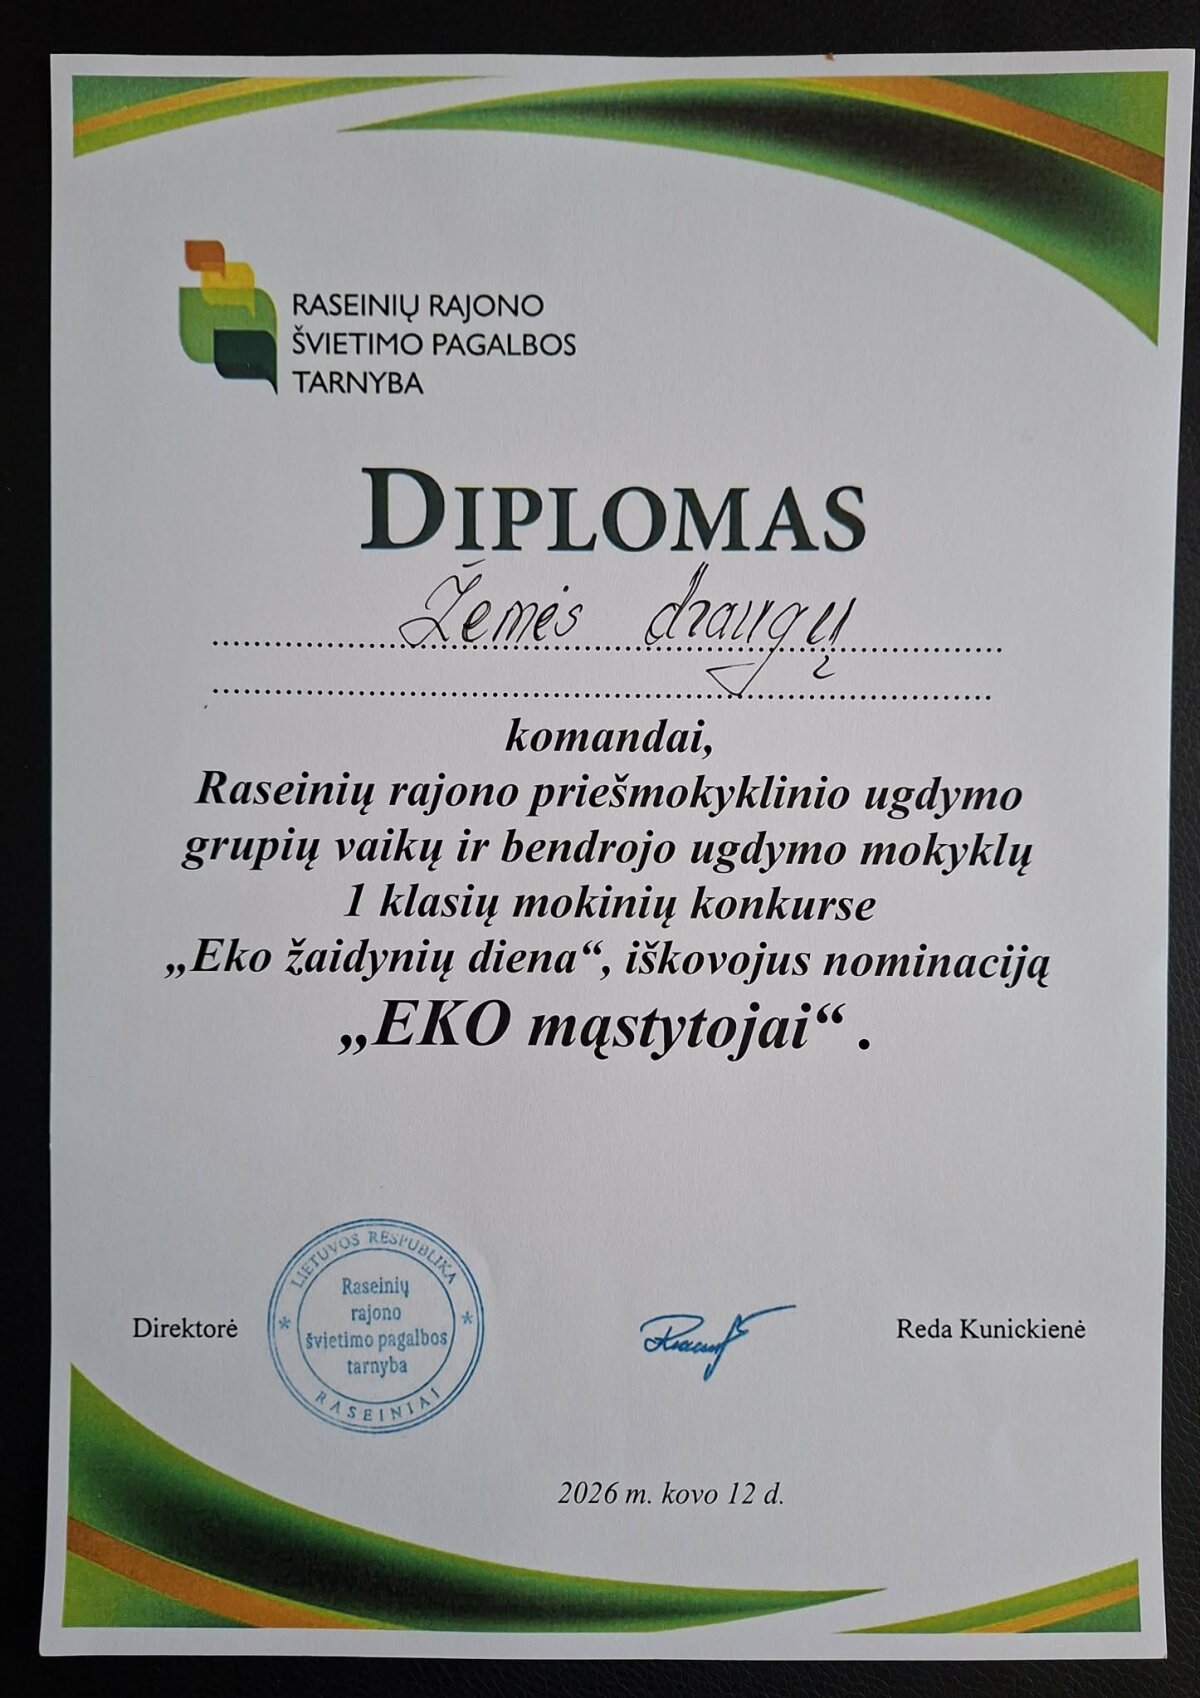 RASEINIŲ RAJONO
ŠVIETIMO PAGALBOS
TARNYBA
DIPLOMAS
Žemės draugų
komandai,
Raseinių rajono priešmokyklinio ugdymo
grupių vaikų ir bendrojo ugdymo mokyklų
1 klasių mokinių konkurse
„Eko žaidynių diena“, iškovojus nominaciją
„EKO mąstytojai“ .
LIETUVOS RESPUBLIKA
Raseinių
rajono
švietimo pagalbos
tarnyba
RASEINIAI
Direktorė
Reda Kunickienė
2026 m. kovo 12 d.